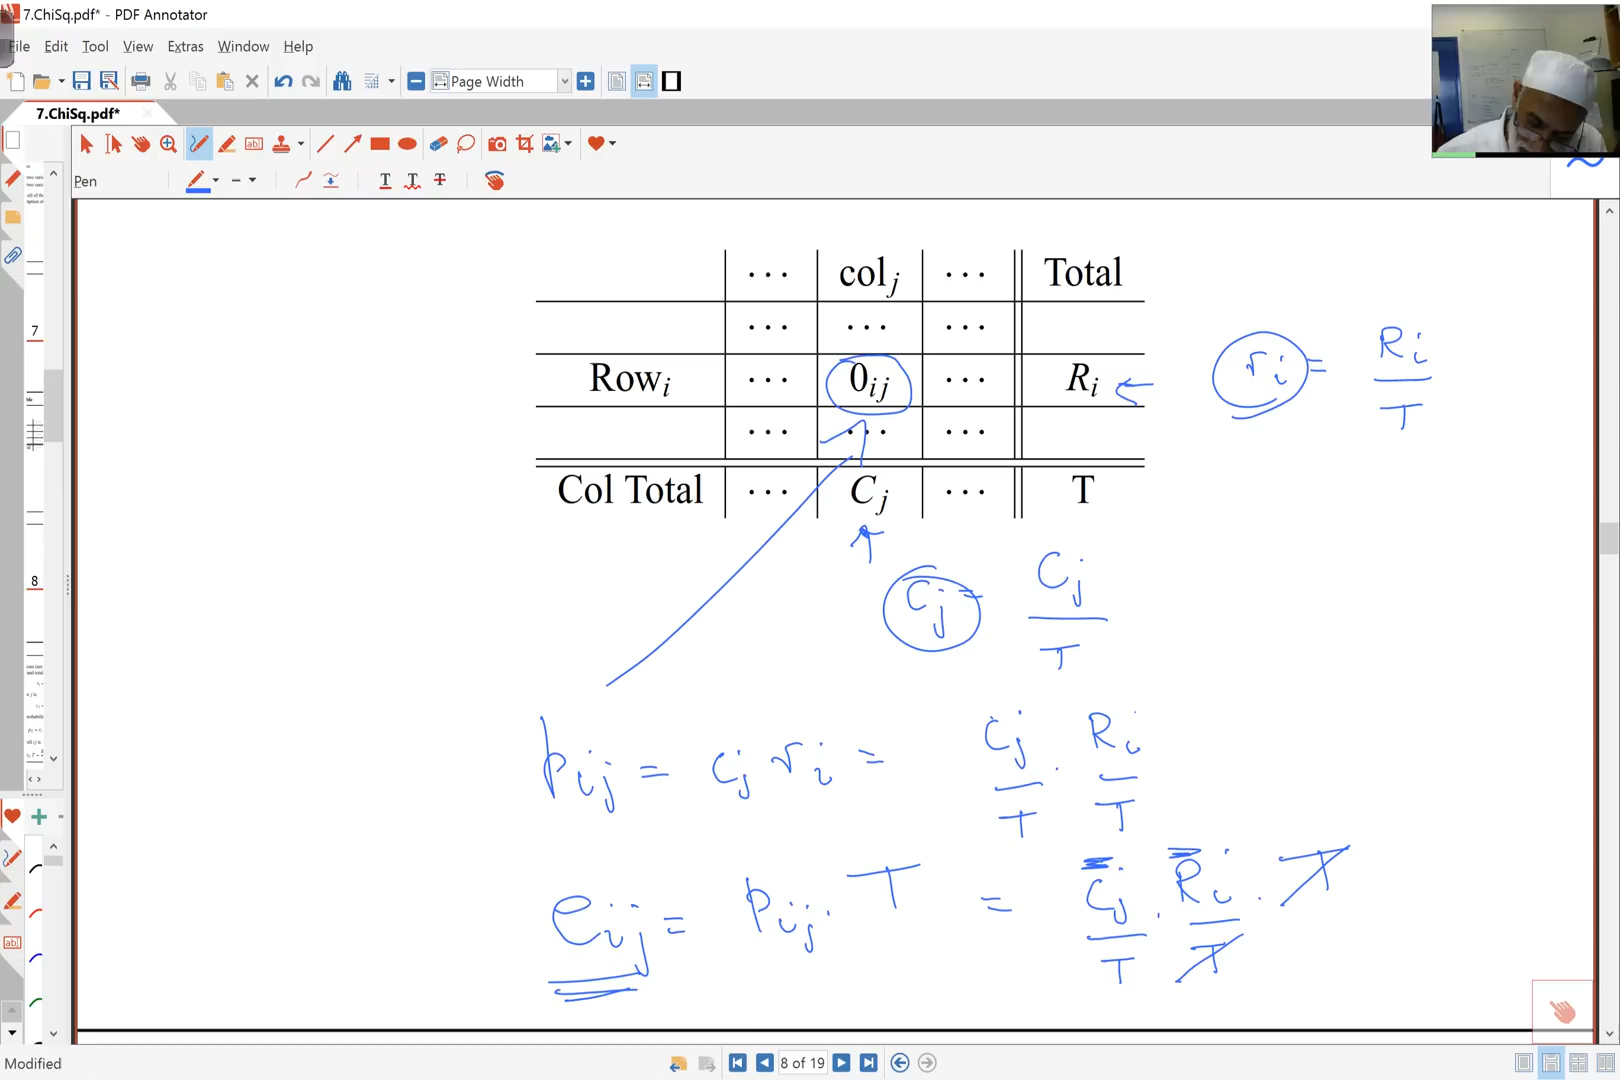 7.ChiSq.pdf* - PDF Annotator
File Edit Tool View Extras Window Help
Page Width
7.ChiSq.pdf*
Pen
··· col_j ··· Total
··· ··· ···
Row_i ··· 0_ij ··· R_i
··· ··· ···
Col Total ··· C_j ··· T
r_i = R_i / T
c_j = C_j / T
p_ij = c_j r_i = C_j / T · R_i / T
e_ij = p_ij · T = C_j / T · R_i / T · T
7
8
8 of 19
Modified